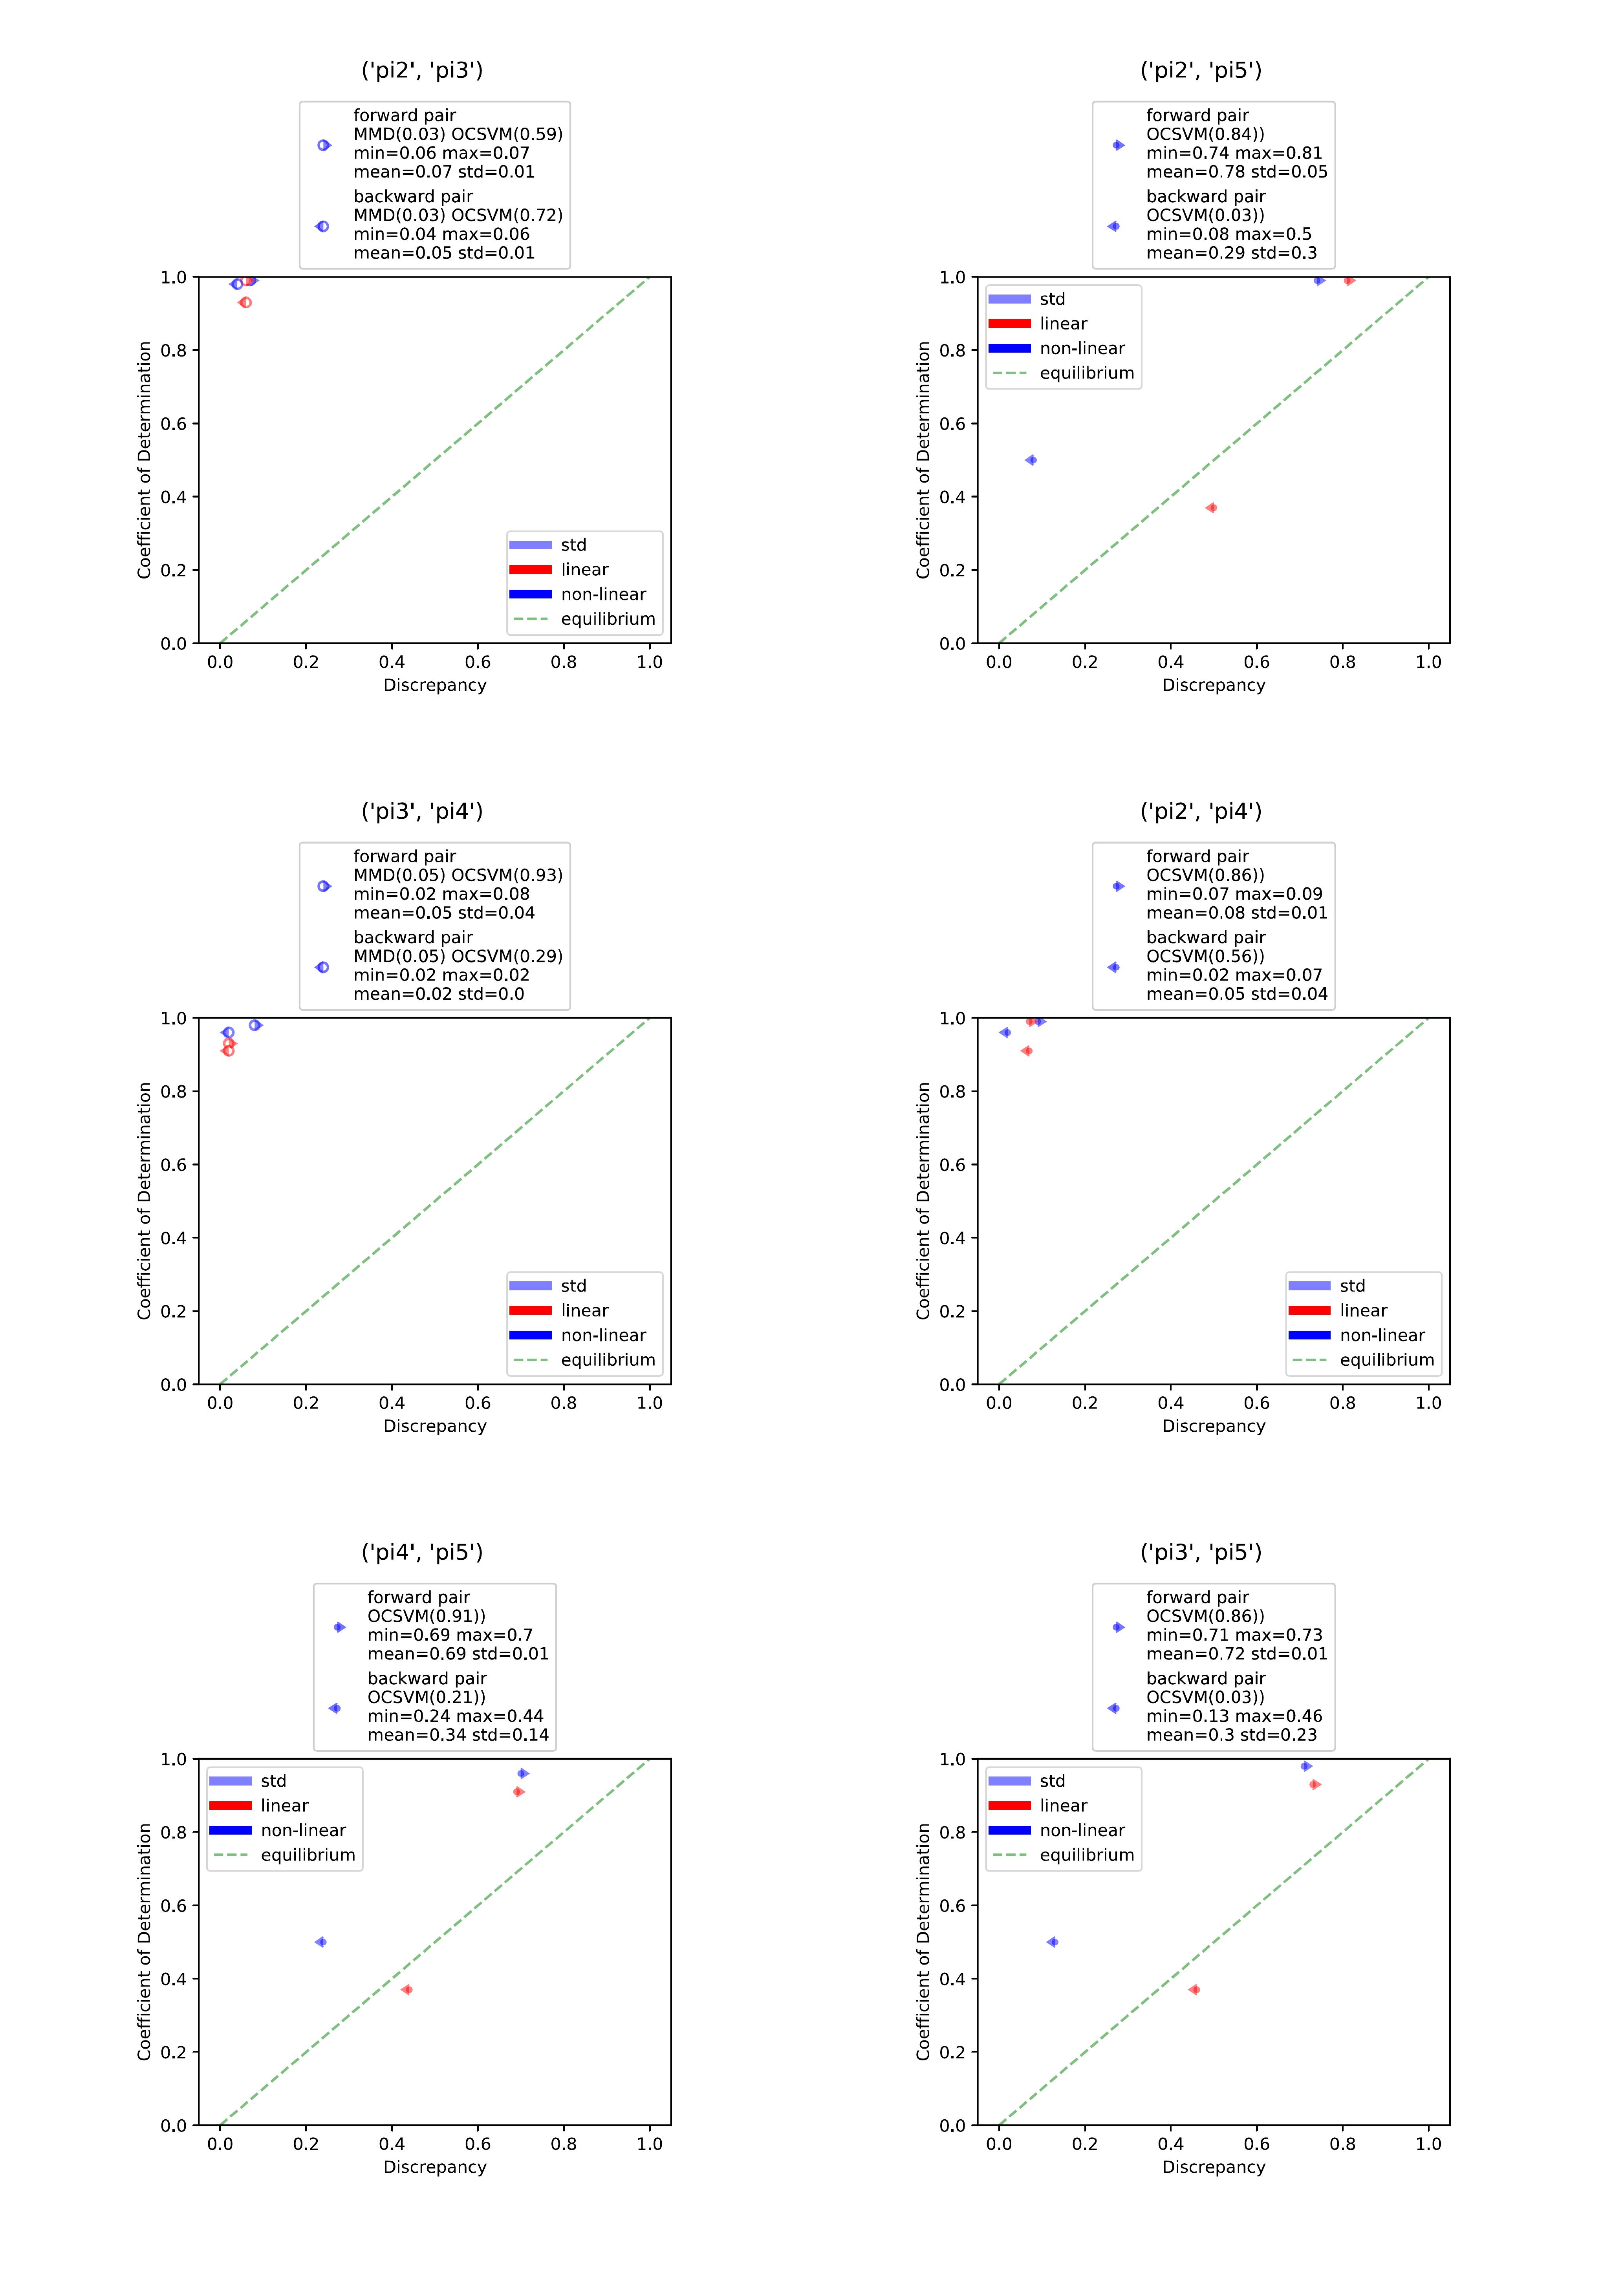 ('pi2', 'pi3')
forward pair
MMD(0.03) OCSVM(0.59)
min=0.06 max=0.07
mean=0.07 std=0.01
backward pair
MMD(0.03) OCSVM(0.72)
min=0.04 max=0.06
mean=0.05 std=0.01
1.0
0.8
0.6
0.4
0.2
0.0
Coefficient of Determination
std
linear
non-linear
equilibrium
0.0 0.2 0.4 0.6 0.8 1.0
Discrepancy
('pi2', 'pi5')
forward pair
OCSVM(0.84))
min=0.74 max=0.81
mean=0.78 std=0.05
backward pair
OCSVM(0.03))
min=0.08 max=0.5
mean=0.29 std=0.3
1.0
0.8
0.6
0.4
0.2
0.0
Coefficient of Determination
std
linear
non-linear
equilibrium
0.0 0.2 0.4 0.6 0.8 1.0
Discrepancy
('pi3', 'pi4')
forward pair
MMD(0.05) OCSVM(0.93)
min=0.02 max=0.08
mean=0.05 std=0.04
backward pair
MMD(0.05) OCSVM(0.29)
min=0.02 max=0.02
mean=0.02 std=0.0
1.0
0.8
0.6
0.4
0.2
0.0
Coefficient of Determination
std
linear
non-linear
equilibrium
0.0 0.2 0.4 0.6 0.8 1.0
Discrepancy
('pi2', 'pi4')
forward pair
OCSVM(0.86))
min=0.07 max=0.09
mean=0.08 std=0.01
backward pair
OCSVM(0.56))
min=0.02 max=0.07
mean=0.05 std=0.04
1.0
0.8
0.6
0.4
0.2
0.0
Coefficient of Determination
std
linear
non-linear
equilibrium
0.0 0.2 0.4 0.6 0.8 1.0
Discrepancy
('pi4', 'pi5')
forward pair
OCSVM(0.91))
min=0.69 max=0.7
mean=0.69 std=0.01
backward pair
OCSVM(0.21))
min=0.24 max=0.44
mean=0.34 std=0.14
1.0
0.8
0.6
0.4
0.2
0.0
Coefficient of Determination
std
linear
non-linear
equilibrium
0.0 0.2 0.4 0.6 0.8 1.0
Discrepancy
('pi3', 'pi5')
forward pair
OCSVM(0.86))
min=0.71 max=0.73
mean=0.72 std=0.01
backward pair
OCSVM(0.03))
min=0.13 max=0.46
mean=0.3 std=0.23
1.0
0.8
0.6
0.4
0.2
0.0
Coefficient of Determination
std
linear
non-linear
equilibrium
0.0 0.2 0.4 0.6 0.8 1.0
Discrepancy